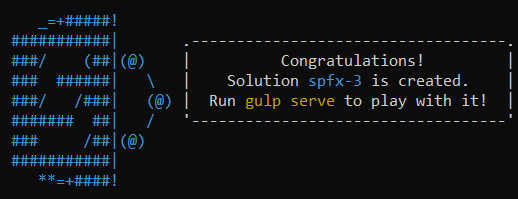 _=+#####!
   ###########|      .-----------------------------------.
   ###/    (##|(@)    |          Congratulations!         |
   ###  ######|   \   |    Solution spfx-3 is created.    |
   ###/   /###|   (@) |  Run gulp serve to play with it!  |
   #######  ##|   /   '-----------------------------------'
   ###     /##|(@)
   ###########|
      **=+####!